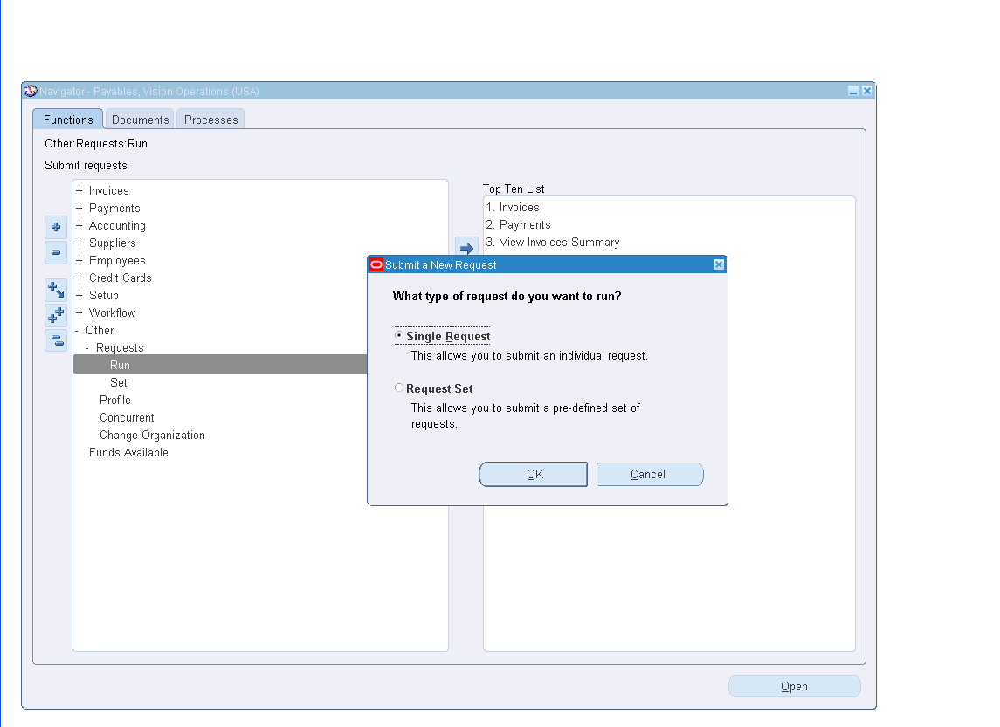 Navigator - Payables, Vision Operations (USA)
Functions
Documents
Processes
Other:Requests:Run
Submit requests
+ Invoices
+ Payments
+ Accounting
+ Suppliers
+ Employees
+ Credit Cards
+ Setup
+ Workflow
- Other
- Requests
Run
Set
Profile
Concurrent
Change Organization
Funds Available
Top Ten List
1. Invoices
2. Payments
3. View Invoices Summary
Submit a New Request
What type of request do you want to run?
Single Request
This allows you to submit an individual request.
Request Set
This allows you to submit a pre-defined set of
requests.
OK
Cancel
Open